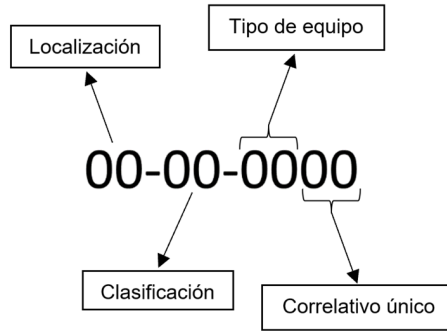 Tipo de equipo
Localización
00-00-0000
Clasificación
Correlativo único